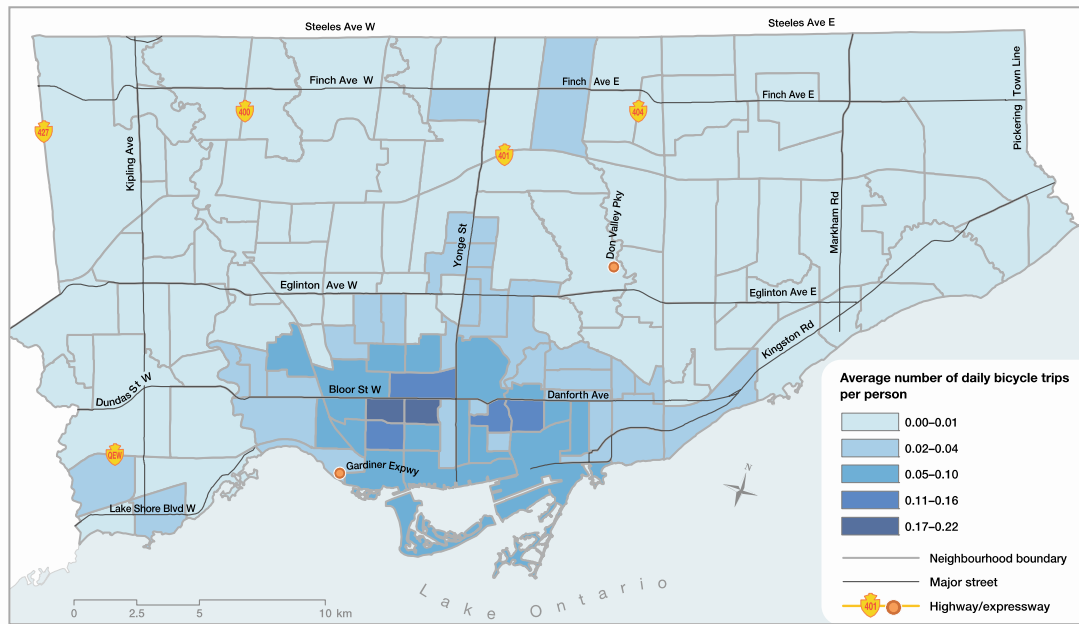 Steeles Ave W
Steeles Ave E
Finch Ave W
Finch Ave E
Finch Ave E
Pickering Town Line
427
400
404
401
Kipling Ave
Yonge St
Don Valley Pky
Markham Rd
Eglinton Ave W
Eglinton Ave E
Kingston Rd
Dundas St W
Bloor St W
Danforth Ave
QEW
Gardiner Expwy
Lake Shore Blvd W
N
Lake Ontario
0 2.5 5 10 km
Average number of daily bicycle trips
per person
0.00–0.01
0.02–0.04
0.05–0.10
0.11–0.16
0.17–0.22
Neighbourhood boundary
Major street
401 Highway/expressway